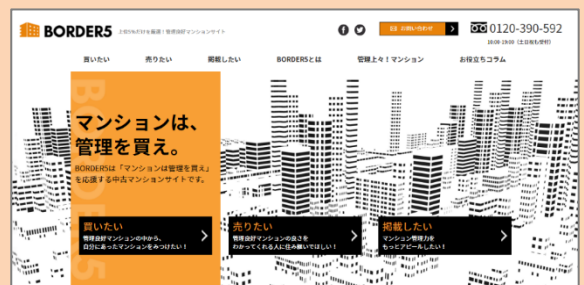 BORDER5
上位5%だけを厳選！管理良好マンションサイト
お問い合わせ
0120-390-592
10:00-19:00（土日祝も受付）
買いたい 売りたい 掲載したい BORDER5とは 管理上々！マンション お役立ちコラム
BORDER5
マンションは、
管理を買え。
BORDER5は「マンションは管理を買え」
を応援する中古マンションサイトです。
買いたい
管理良好マンションの中から、
自分にあったマンションをみつけたい！
売りたい
管理良好マンションの良さを
わかってくれる人に住み継いでほしい！
掲載したい
マンション管理力を
もっとアピールしたい！